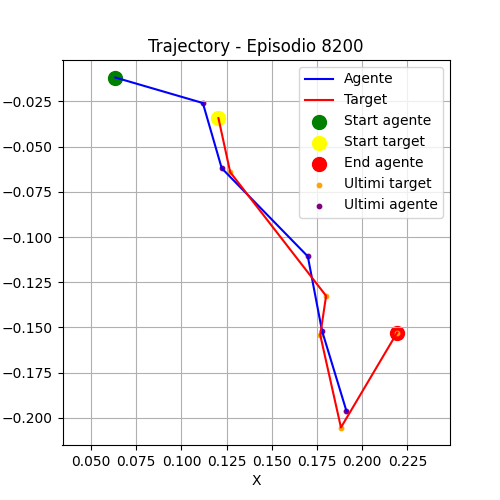 Trajectory - Episodio 8200
Agente
Target
Start agente
Start target
End agente
Ultimi target
Ultimi agente
−0.025
−0.050
−0.075
−0.100
−0.125
−0.150
−0.175
−0.200
0.050 0.075 0.100 0.125 0.150 0.175 0.200 0.225
X